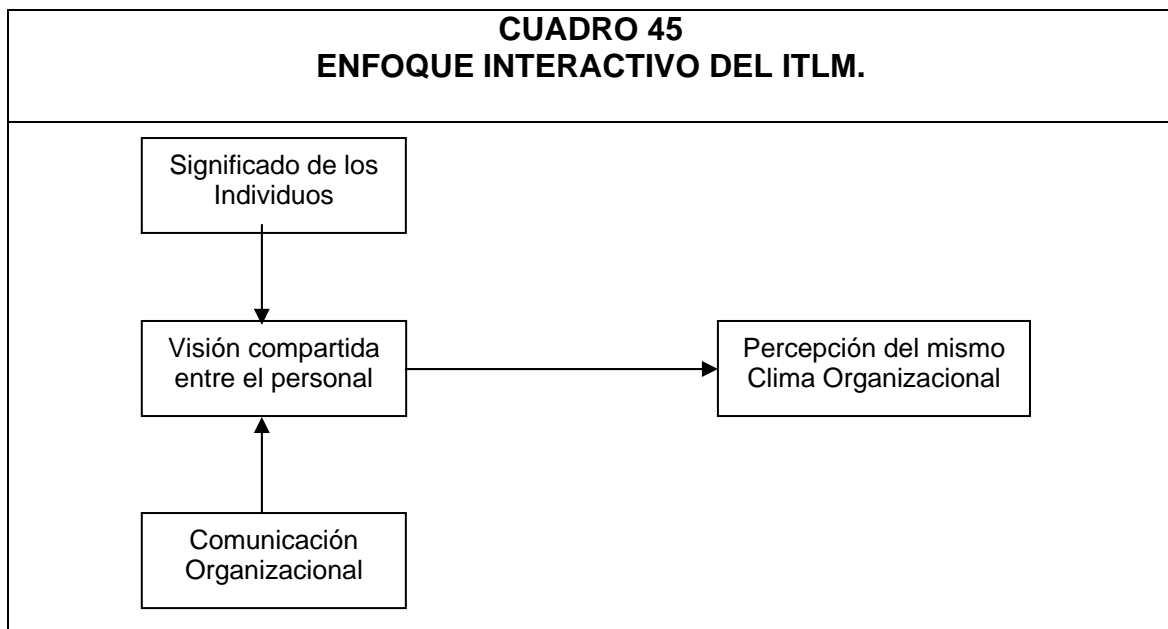 CUADRO 45
ENFOQUE INTERACTIVO DEL ITLM.
Significado de los
Individuos
Visión compartida
entre el personal
Percepción del mismo
Clima Organizacional
Comunicación
Organizacional